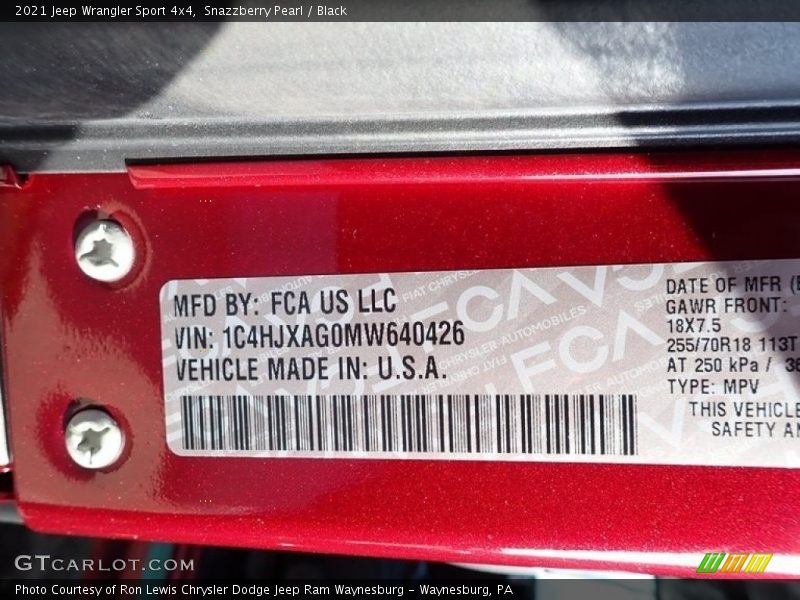 2021 Jeep Wrangler Sport 4x4,  Snazzberry Pearl / Black
MFD BY: FCA US LLC
VIN: 1C4HJXAG0MW640426
VEHICLE MADE IN: U.S.A.
DATE OF MFR (
GAWR FRONT:
18X7.5
255/70R18 113T
AT 250 kPa /
TYPE: MPV
THIS VEHICLE
SAFETY
GTCARLOT.COM
Photo Courtesy of Ron Lewis Chrysler Dodge Jeep Ram Waynesburg - Waynesburg, PA